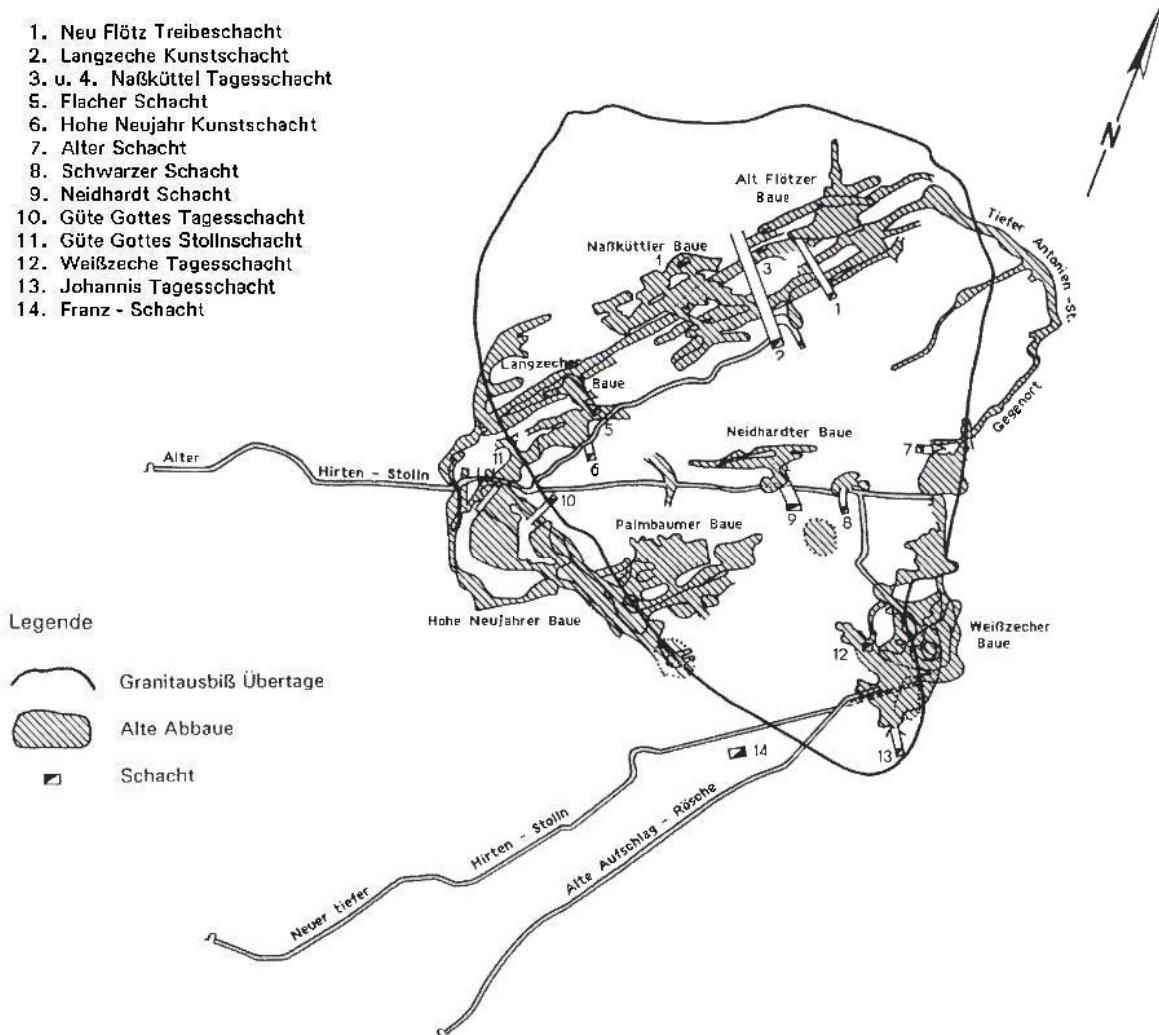 1. Neu Flötz Treibeschacht
2. Langzeche Kunstschacht
3. u. 4. Naßküttel Tagesschacht
5. Flacher Schacht
6. Hohe Neujahr Kunstschacht
7. Alter Schacht
8. Schwarzer Schacht
9. Neidhardt Schacht
10. Güte Gottes Tagesschacht
11. Güte Gottes Stollnschacht
12. Weißzeche Tagesschacht
13. Johannis Tagesschacht
14. Franz - Schacht
N
Alt Flötzer
Baue
Tiefer Antonien - St.
Naßküttler Baue
1
3
1
2
Langzecher
Baue
5
Gegenort
Neidhardter Baue
7
Alter
Hirten - Stolln
11
6
10
9
8
Palmbaumer Baue
Hohe Neujahrer Baue
Weißzecher
Baue
12
14
13
Legende
Granitausbiß Übertage
Alte Abbaue
Schacht
Neuer tiefer
Hirten - Stolln
Alte Aufschlag - Rösche